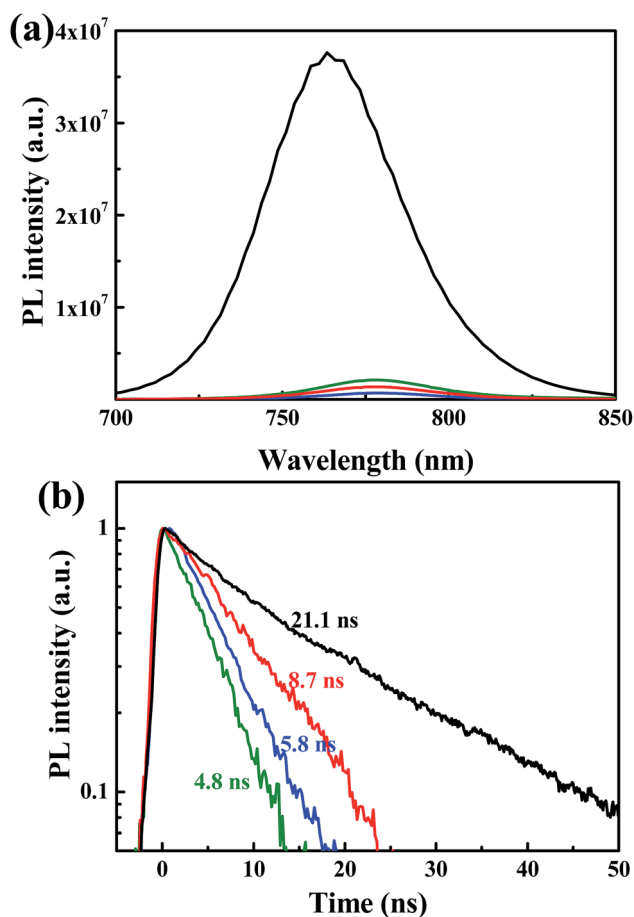 (a)
4x10⁷
3x10⁷
2x10⁷
1x10⁷
PL intensity (a.u.)
700 750 800 850
Wavelength (nm)
(b)
1
0.1
PL intensity (a.u.)
21.1 ns
8.7 ns
5.8 ns
4.8 ns
0 10 20 30 40 50
Time (ns)